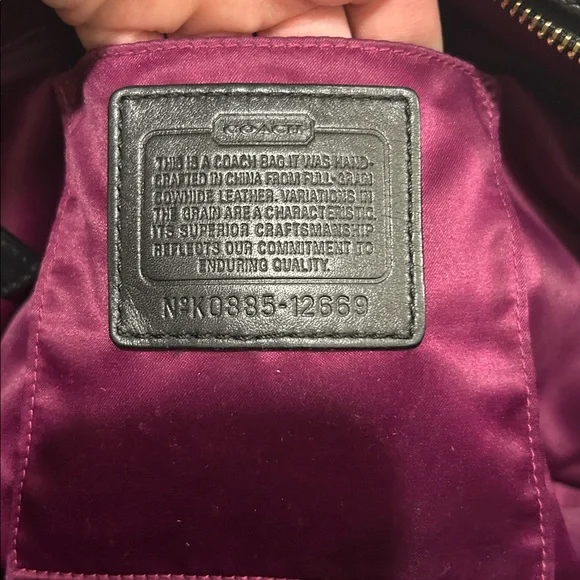 COACH
THIS IS A COACH BAG.IT WAS HAND-
CRAFTED IN CHINA FROM FULL-GRAIN
COWHIDE LEATHER. VARIATIONS IN
THE GRAIN ARE A CHARACTERISTIC.
ITS SUPERIOR CRAFTSMANSHIP
REFLECTS OUR COMMITMENT TO
ENDURING QUALITY.
NºK0885-12669